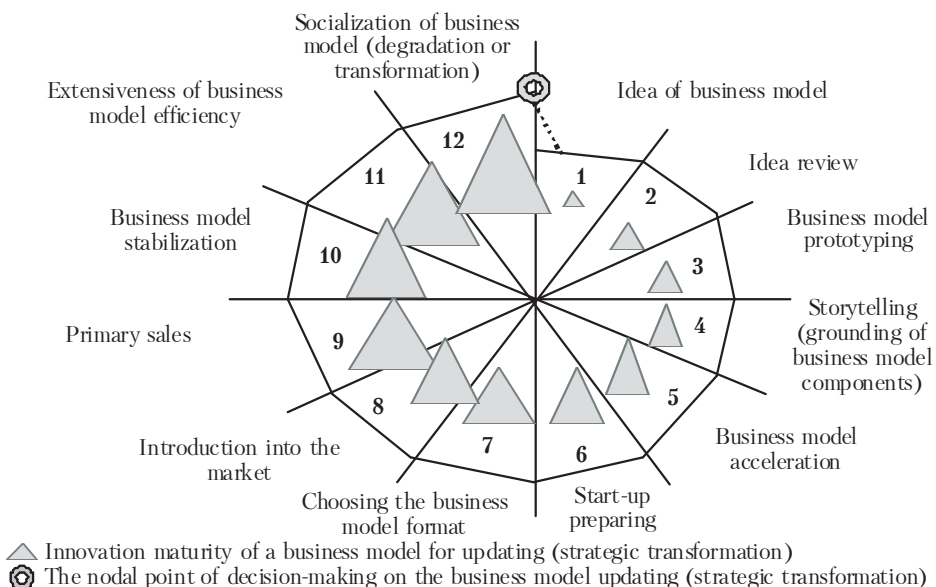 Socialization of business
model (degradation or
transformation)
Extensiveness of business
model efficiency
Idea of business model
Idea review
Business model
stabilization
Business model
prototyping
Primary sales
Storytelling
(grounding of
business model
components)
Introduction into the
market
Business model
acceleration
Choosing the business
model format
Start-up
preparing
12
11
10
9
8
7
6
5
4
3
2
1
Innovation maturity of a business model for updating (strategic transformation)
The nodal point of decision-making on the business model updating (strategic transformation)